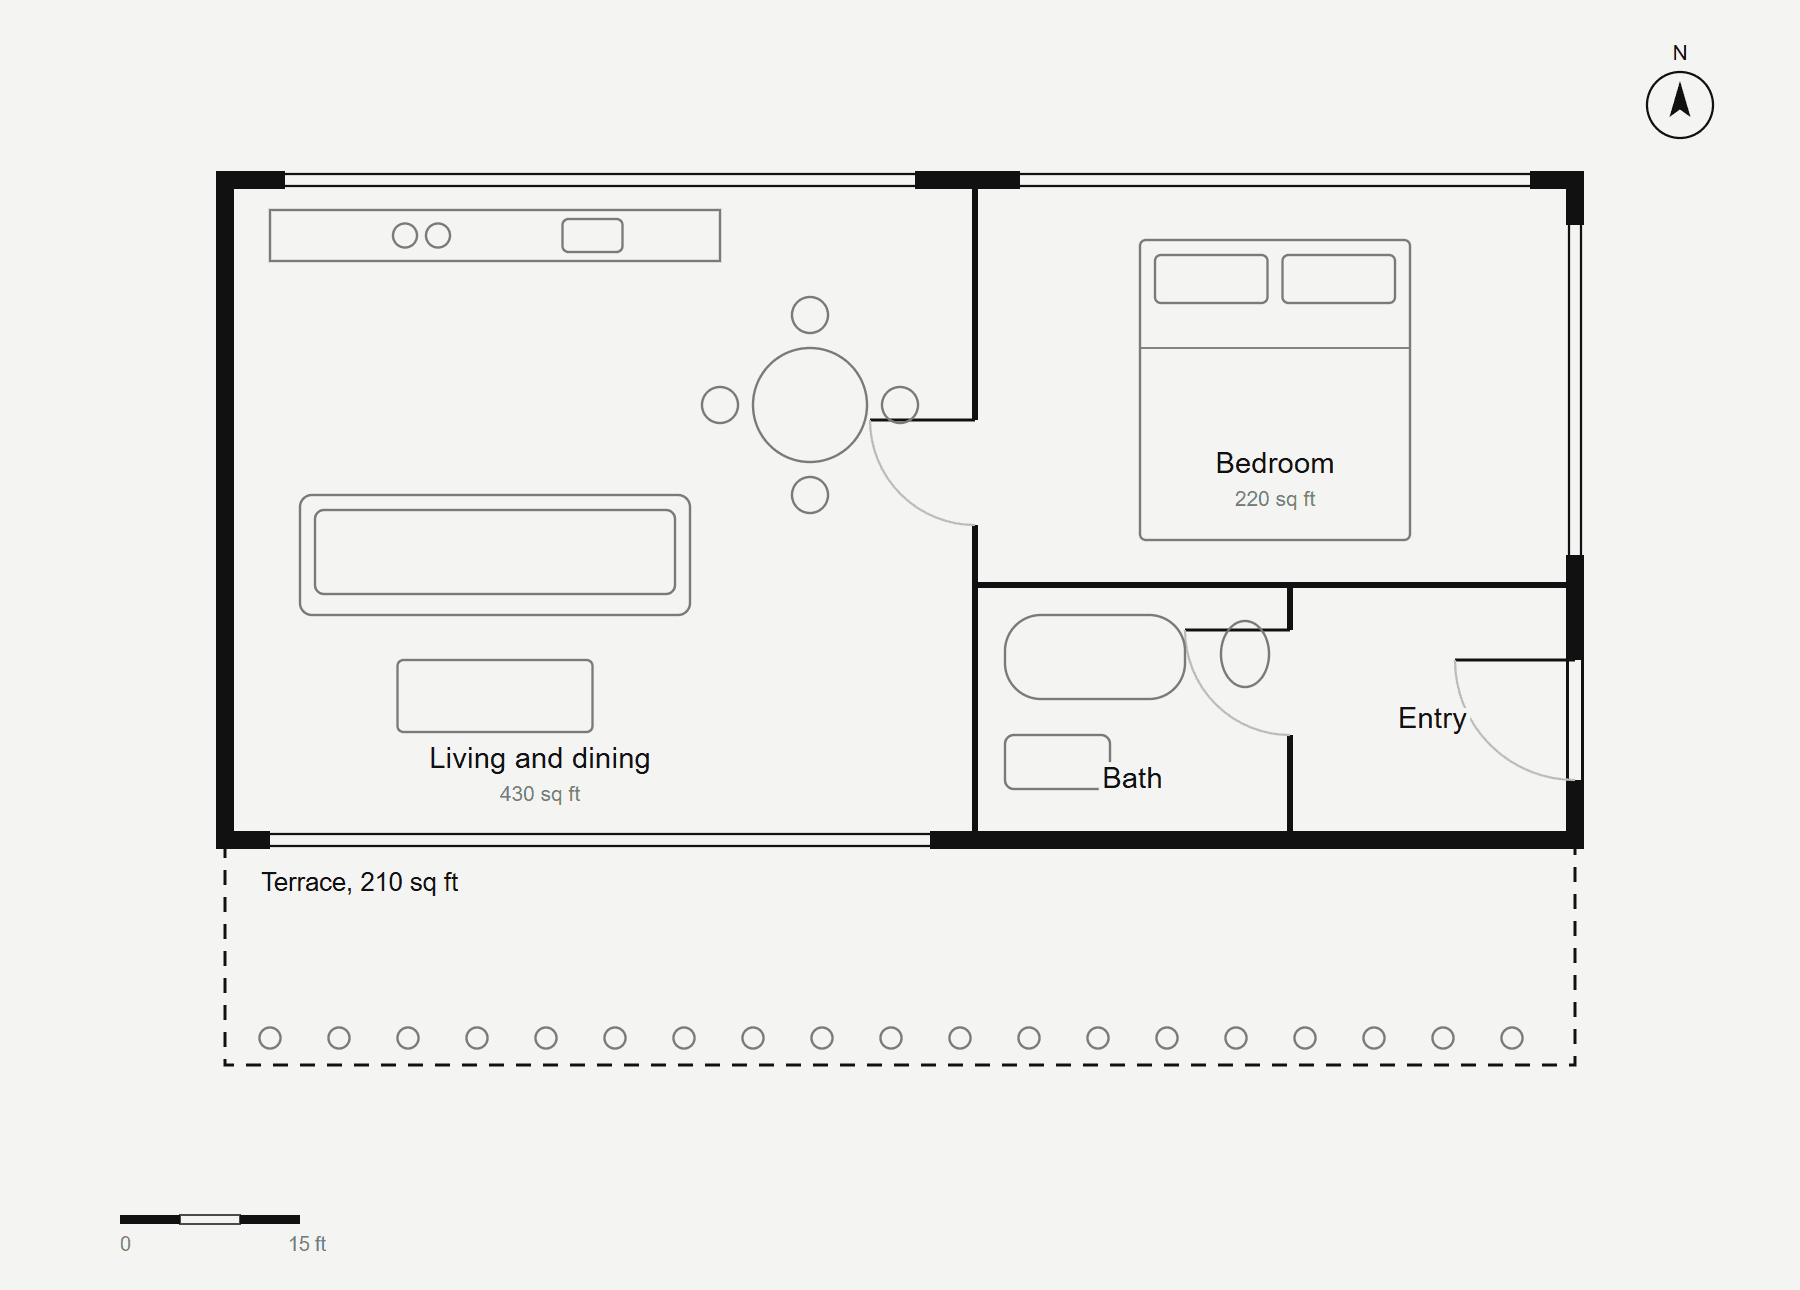 N
Bedroom
220 sq ft
Entry
Living and dining
430 sq ft
Bath
Terrace, 210 sq ft
0
15 ft